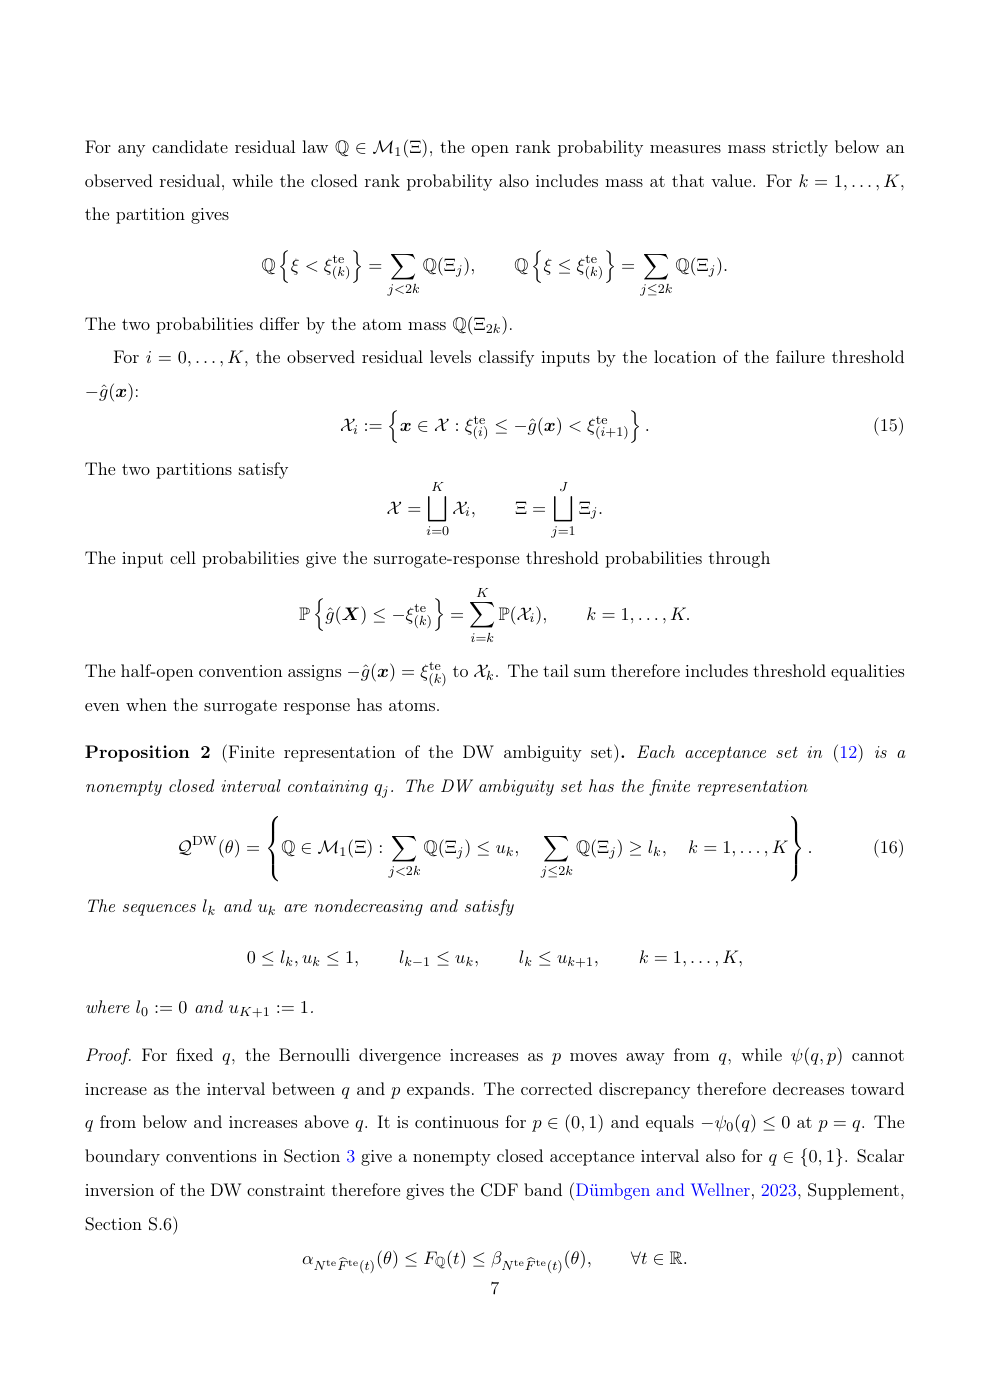 For any candidate residual law ℚ ∈ 𝓜₁(Ξ), the open rank probability measures mass strictly below an
observed residual, while the closed rank probability also includes mass at that value. For k = 1, . . . , K,
the partition gives
ℚ{ξ < ξ^te_(k)} = ∑_{j<2k} ℚ(Ξ_j), ℚ{ξ ≤ ξ^te_(k)} = ∑_{j≤2k} ℚ(Ξ_j).
The two probabilities differ by the atom mass ℚ(Ξ_{2k}).
For i = 0, . . . , K, the observed residual levels classify inputs by the location of the failure threshold
−ĝ(𝒙):
𝒳_i := {𝒙 ∈ 𝒳 : ξ^te_(i) ≤ −ĝ(𝒙) < ξ^te_(i+1)}. (15)
The two partitions satisfy
𝒳 = ⨆_{i=0}^{K} 𝒳_i, Ξ = ⨆_{j=1}^{J} Ξ_j.
The input cell probabilities give the surrogate-response threshold probabilities through
ℙ{ĝ(𝑿) ≤ −ξ^te_(k)} = ∑_{i=k}^{K} ℙ(𝒳_i), k = 1, . . . , K.
The half-open convention assigns −ĝ(𝒙) = ξ^te_(k) to 𝒳_k. The tail sum therefore includes threshold equalities
even when the surrogate response has atoms.
Proposition 2 (Finite representation of the DW ambiguity set). Each acceptance set in (12) is a
nonempty closed interval containing q_j. The DW ambiguity set has the finite representation
𝒬^DW(θ) = {ℚ ∈ 𝓜₁(Ξ) : ∑_{j<2k} ℚ(Ξ_j) ≤ u_k, ∑_{j≤2k} ℚ(Ξ_j) ≥ l_k, k = 1, . . . , K}. (16)
The sequences l_k and u_k are nondecreasing and satisfy
0 ≤ l_k, u_k ≤ 1, l_{k−1} ≤ u_k, l_k ≤ u_{k+1}, k = 1, . . . , K,
where l_0 := 0 and u_{K+1} := 1.
Proof. For fixed q, the Bernoulli divergence increases as p moves away from q, while ψ(q, p) cannot
increase as the interval between q and p expands. The corrected discrepancy therefore decreases toward
q from below and increases above q. It is continuous for p ∈ (0, 1) and equals −ψ_0(q) ≤ 0 at p = q. The
boundary conventions in Section 3 give a nonempty closed acceptance interval also for q ∈ {0, 1}. Scalar
inversion of the DW constraint therefore gives the CDF band (Dümbgen and Wellner, 2023, Supplement,
Section S.6)
α_{N^te F̂^te(t)}(θ) ≤ F_ℚ(t) ≤ β_{N^te F̂^te(t)}(θ), ∀t ∈ ℝ.
7